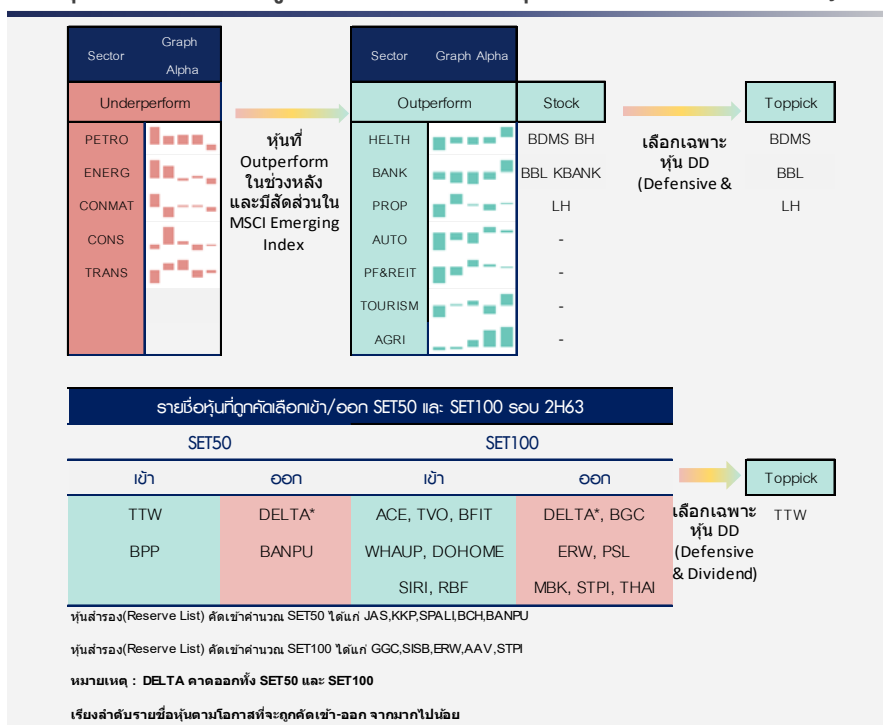 Sector Graph Alpha Sector Graph Alpha
Underperform Outperform Stock Toppick
PETRO HELTH BDMS BH BDMS
ENERG BANK BBL KBANK BBL
CONMAT PROP LH LH
CONS AUTO -
TRANS PF&REIT -
TOURISM -
AGRI -
หุ้นที่
Outperform
ในช่วงหลัง
และมีสัดส่วนใน
MSCI Emerging
Index
เลือกเฉพาะ
หุ้น DD
(Defensive &
รายชื่อหุ้นที่ถูกคัดเลือกเข้า/ออก SET50 และ SET100 รอบ 2H63
SET50 SET100
เข้า ออก เข้า ออก Toppick
TTW DELTA* ACE, TVO, BFIT DELTA*, BGC TTW
BPP BANPU WHAUP, DOHOME ERW, PSL
SIRI, RBF MBK, STPI, THAI
เลือกเฉพาะ
หุ้น DD
(Defensive
& Dividend)
หุ้นสำรอง(Reserve List) คัดเข้าคำนวณ SET50 ได้แก่ JAS,KKP,SPALI,BCH,BANPU
หุ้นสำรอง(Reserve List) คัดเข้าคำนวณ SET100 ได้แก่ GGC,SISB,ERW,AAV,STPI
หมายเหตุ : DELTA คาดออกทั้ง SET50 และ SET100
เรียงลำดับรายชื่อหุ้นตามโอกาสที่จะถูกคัดเข้า-ออก จากมากไปน้อย